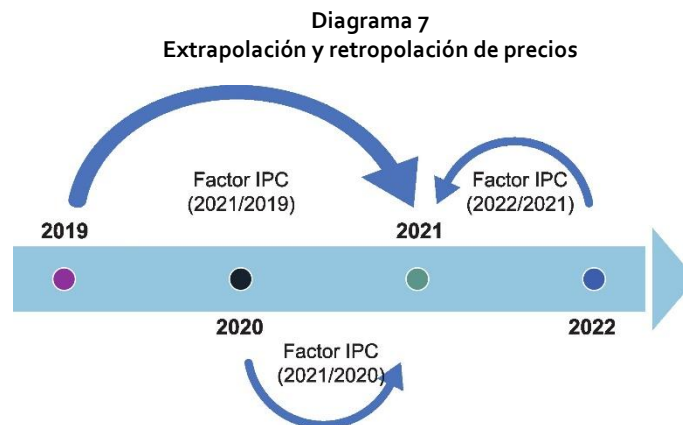 Diagrama 7
Extrapolación y retropolación de precios
Factor IPC
(2021/2019)
Factor IPC
(2022/2021)
2019
2021
2020
2022
Factor IPC
(2021/2020)